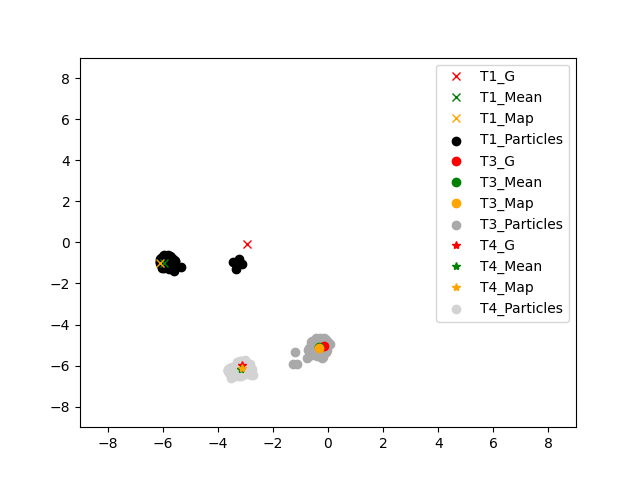 8
6
4
2
0
−2
−4
−6
−8
−8 −6 −4 −2 0 2 4 6 8
T1_G
T1_Mean
T1_Map
T1_Particles
T3_G
T3_Mean
T3_Map
T3_Particles
T4_G
T4_Mean
T4_Map
T4_Particles